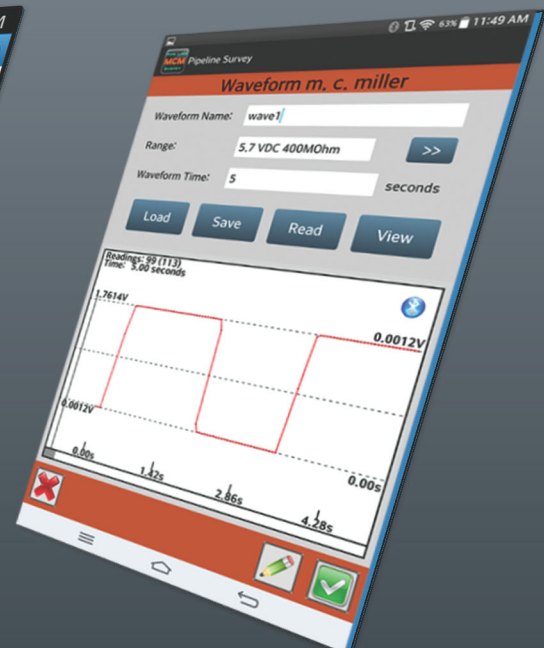 M
63% 11:49 AM
MCM Pipeline Survey
Waveform m. c. miller
Waveform Name: wave1
Range: 5.7 VDC 400MOhm >>
Waveform Time: 5 seconds
Load Save Read View
Readings: 99 (113)
Time: 5.00 seconds
1.7614V
0.0012V
0.0012V
0.00s
0.00s 1.42s 2.86s 4.28s